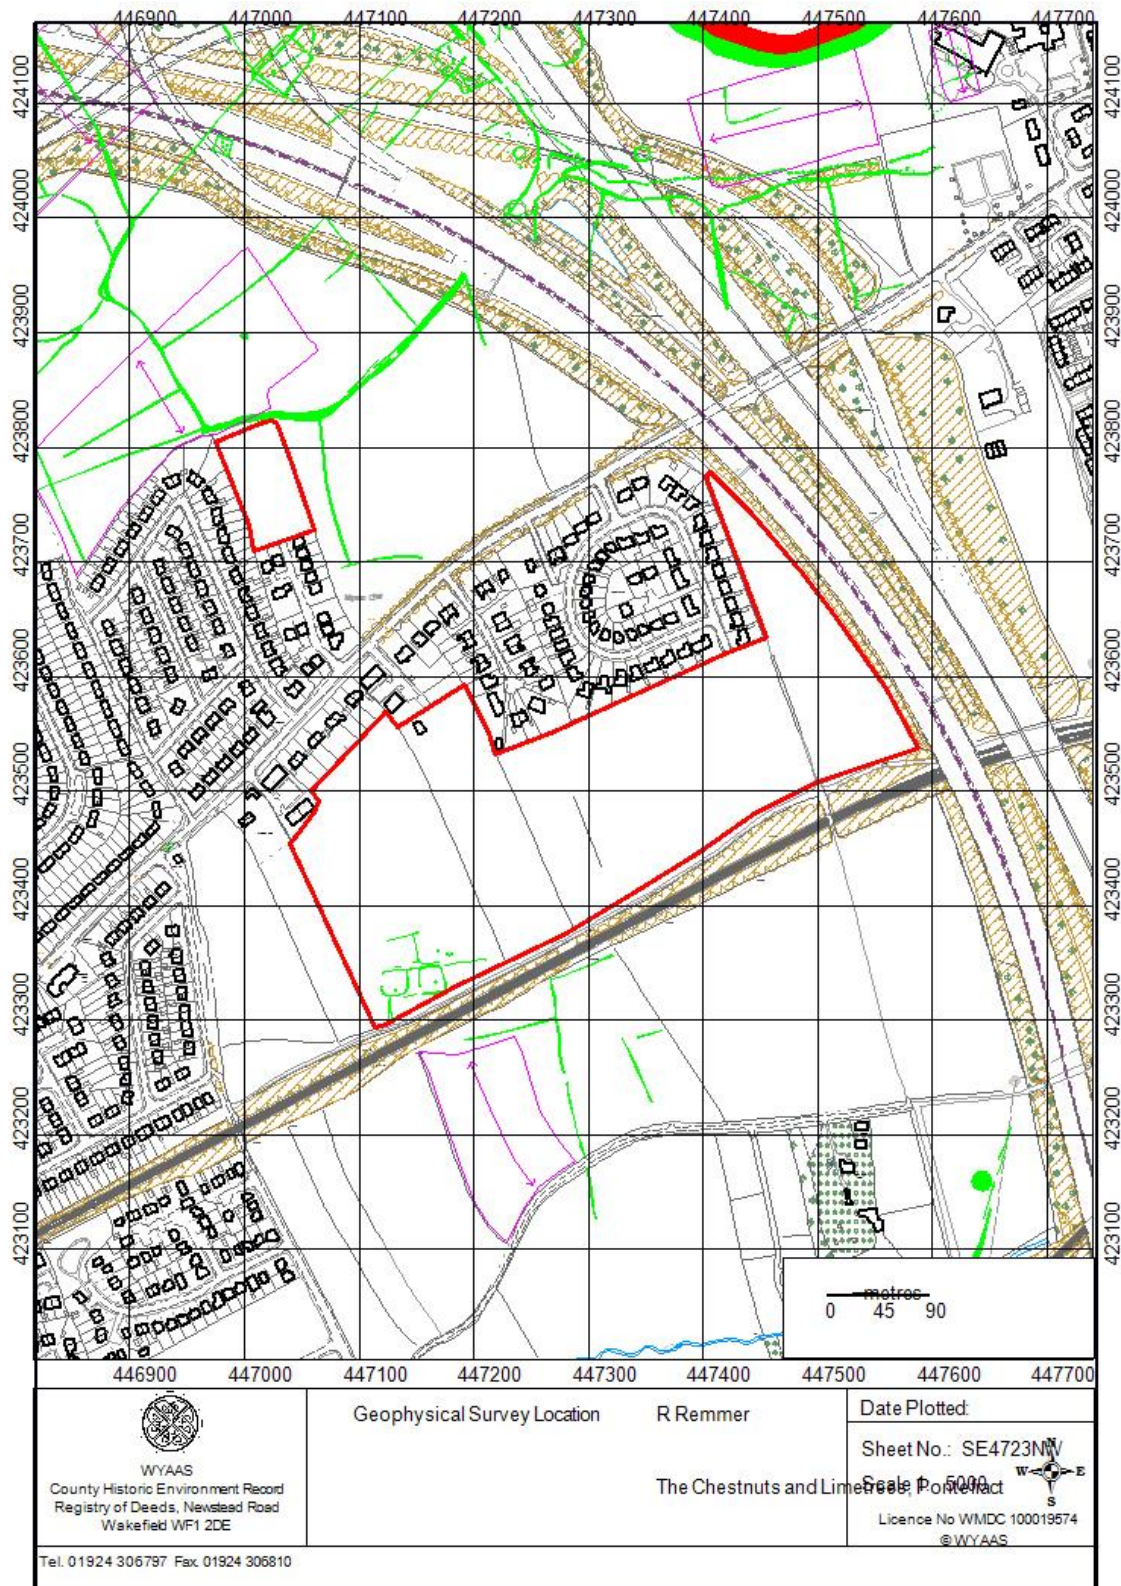 446900 447000 447100 447200 447300 447400 447500 447600 447700
424100 424100
424000 424000
423900 423900
423800 423800
423700 423700
423600 423600
423500 423500
423400 423400
423300 423300
423200 423200
423100 423100
metres
0 45 90
446900 447000 447100 447200 447300 447400 447500 447600 447700
WYAAS
County Historic Environment Record
Registry of Deeds, Newstead Road
Wakefield WF1 2DE
Tel. 01924 306797 Fax. 01924 306810
Geophysical Survey Location R Remmer
The Chestnuts and Limetrees, Pontefract
Date Plotted:
Sheet No.: SE4723NW
Scale 1: 5000
N
W E
S
Licence No WMDC 100019574
© WYAAS